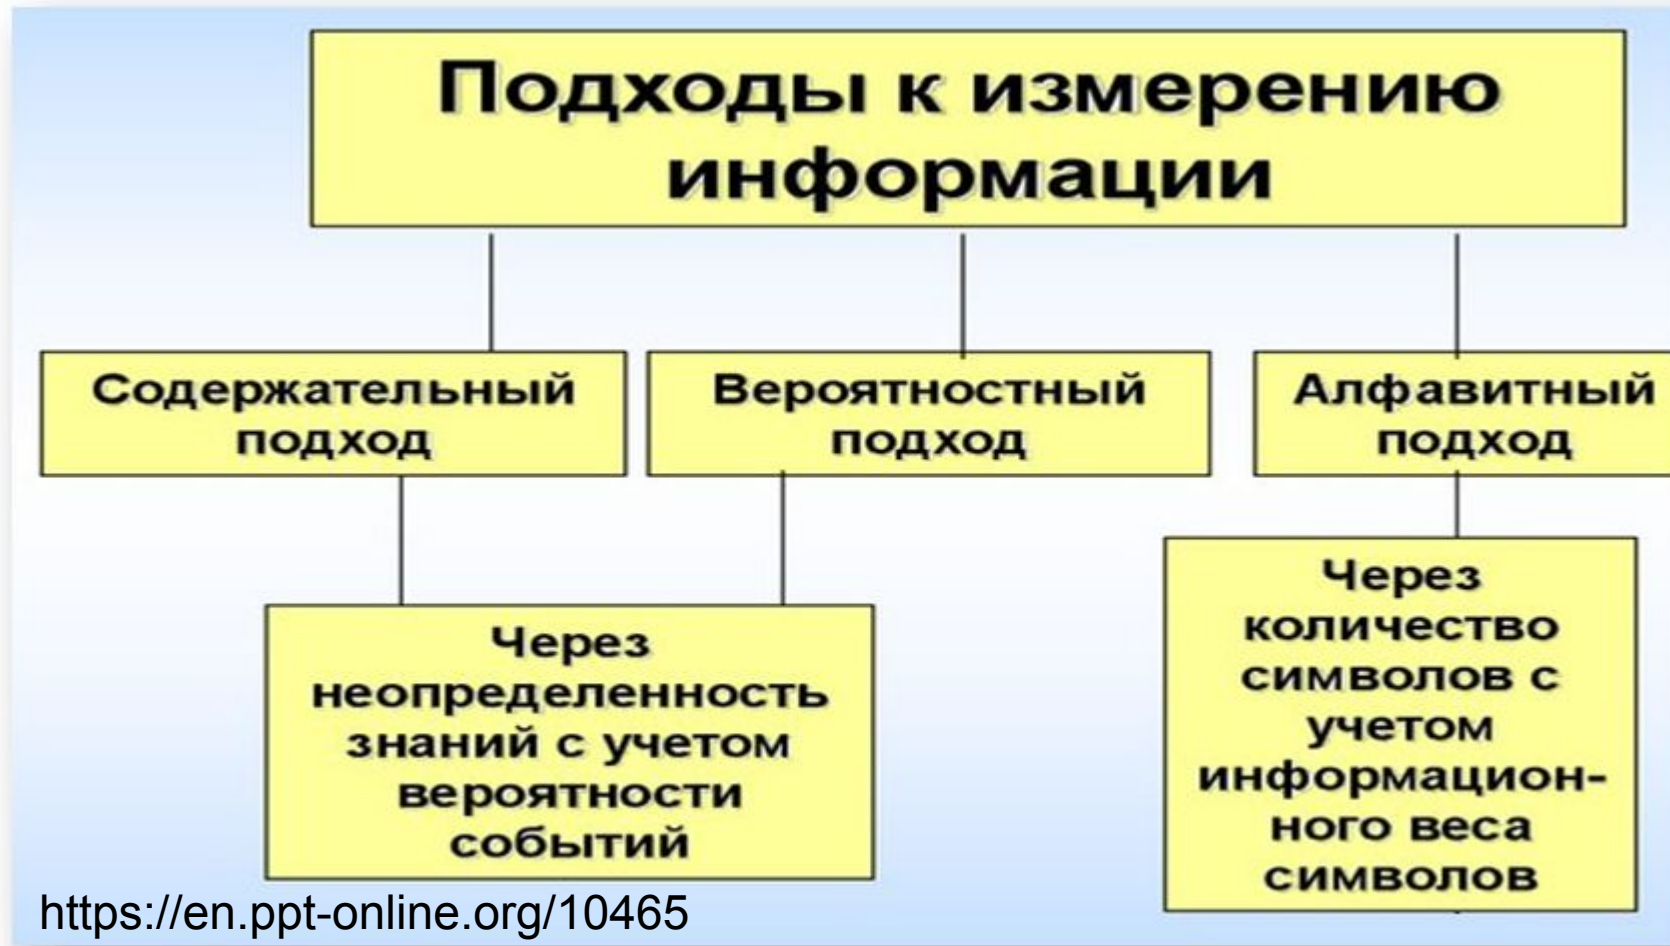 Подходы к измерению
информации
Содержательный
подход
Вероятностный
подход
Алфавитный
подход
Через
неопределенность
знаний с учетом
вероятности
событий
Через
количество
символов с
учетом
информацион-
ного веса
символов
https://en.ppt-online.org/10465